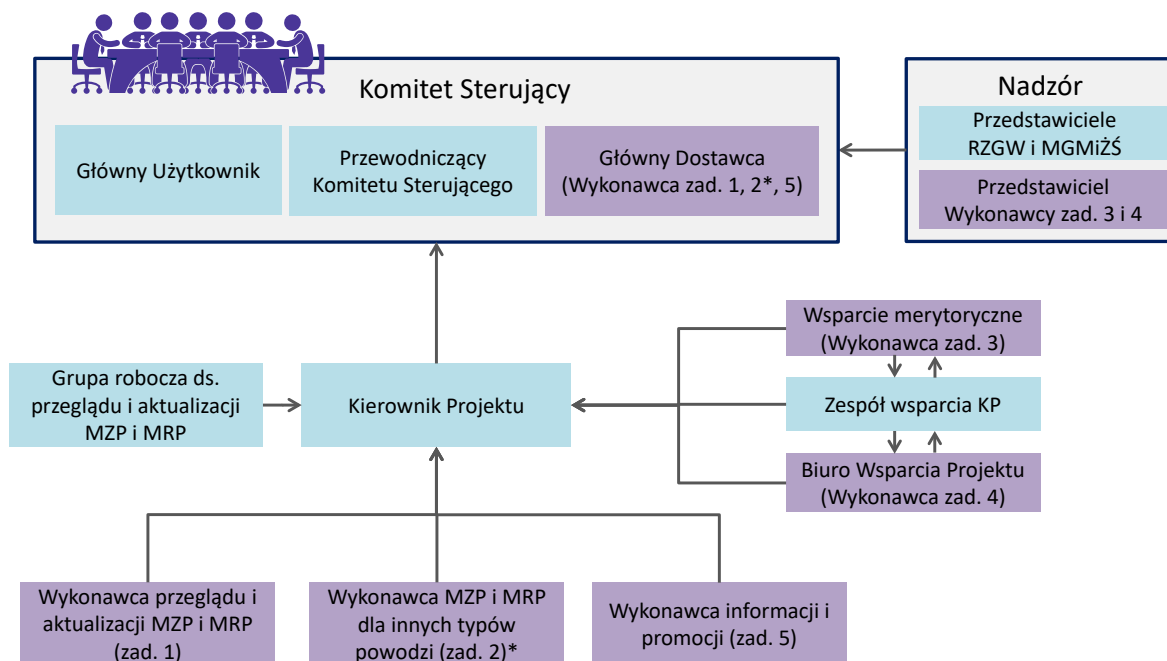 Komitet Sterujący
Główny Użytkownik
Przewodniczący
Komitetu Sterującego
Główny Dostawca
(Wykonawca zad. 1, 2*, 5)
Nadzór
Przedstawiciele
RZGW i MGMiŻŚ
Przedstawiciel
Wykonawcy zad. 3 i 4
Grupa robocza ds.
przeglądu i aktualizacji
MZP i MRP
Kierownik Projektu
Wsparcie merytoryczne
(Wykonawca zad. 3)
Zespół wsparcia KP
Biuro Wsparcia Projektu
(Wykonawca zad. 4)
Wykonawca przeglądu i
aktualizacji MZP i MRP
(zad. 1)
Wykonawca MZP i MRP
dla innych typów
powodzi (zad. 2)*
Wykonawca informacji i
promocji (zad. 5)